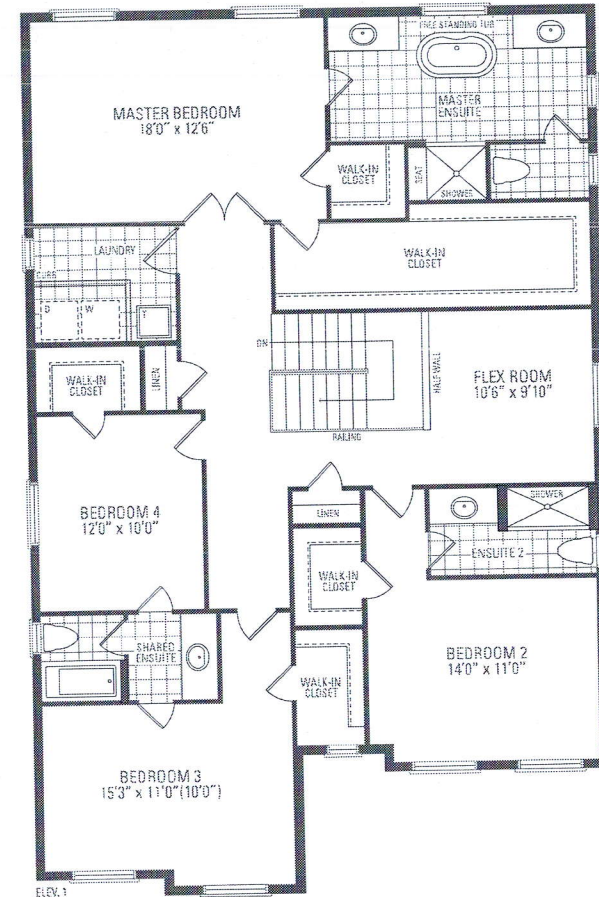 FREE STANDING TUB
MASTER BEDROOM
18'0" x 12'6"
MASTER
ENSUITE
WALK-IN
CLOSET
SEAT
SHOWER
LAUNDRY
WALK-IN
CLOSET
CURB
D
W
T
DN
HALF WALL
FLEX ROOM
10'6" x 9'10"
WALK-IN
CLOSET
LINEN
RAILING
SHOWER
BEDROOM 4
12'0" x 10'0"
LINEN
ENSUITE 2
WALK-IN
CLOSET
SHARED
ENSUITE
BEDROOM 2
14'0" x 11'0"
WALK-IN
CLOSET
BEDROOM 3
15'3" x 11'0" (10'0")
ELEV. 1